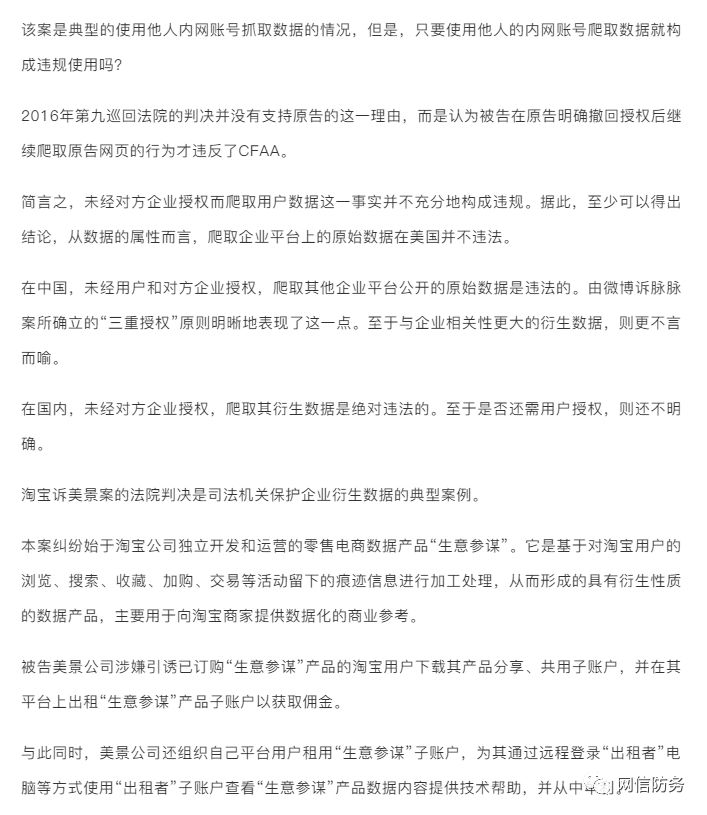 该案是典型的使用他人内网账号抓取数据的情况，但是，只要使用他人的内网账号爬取数据就构
成违规使用吗？
2016年第九巡回法院的判决并没有支持原告的这一理由，而是认为被告在原告明确撤回授权后继
续爬取原告网页的行为才违反了CFAA。
简言之，未经对方企业授权而爬取用户数据这一事实并不充分地构成违规。据此，至少可以得出
结论，从数据的属性而言，爬取企业平台上的原始数据在美国并不违法。
在中国，未经用户和对方企业授权，爬取其他企业平台公开的原始数据是违法的。由微博诉脉脉
案所确立的“三重授权”原则明晰地表现了这一点。至于与企业相关性更大的衍生数据，则更不言
而喻。
在国内，未经对方企业授权，爬取其衍生数据是绝对违法的。至于是否还需用户授权，则还不明
确。
淘宝诉美景案的法院判决是司法机关保护企业衍生数据的典型案例。
本案纠纷始于淘宝公司独立开发和运营的零售电商数据产品“生意参谋”。它是基于对淘宝用户的
浏览、搜索、收藏、加购、交易等活动留下的痕迹信息进行加工处理，从而形成的具有衍生性质
的数据产品，主要用于向淘宝商家提供数据化的商业参考。
被告美景公司涉嫌引诱已订购“生意参谋”产品的淘宝用户下载其产品分享、共用子账户，并在其
平台上出租“生意参谋”产品子账户以获取佣金。
与此同时，美景公司还组织自己平台用户租用“生意参谋”子账户，为其通过远程登录“出租者”电
脑等方式使用“出租者”子账户查看“生意参谋”产品数据内容提供技术帮助，并从中
网信防务